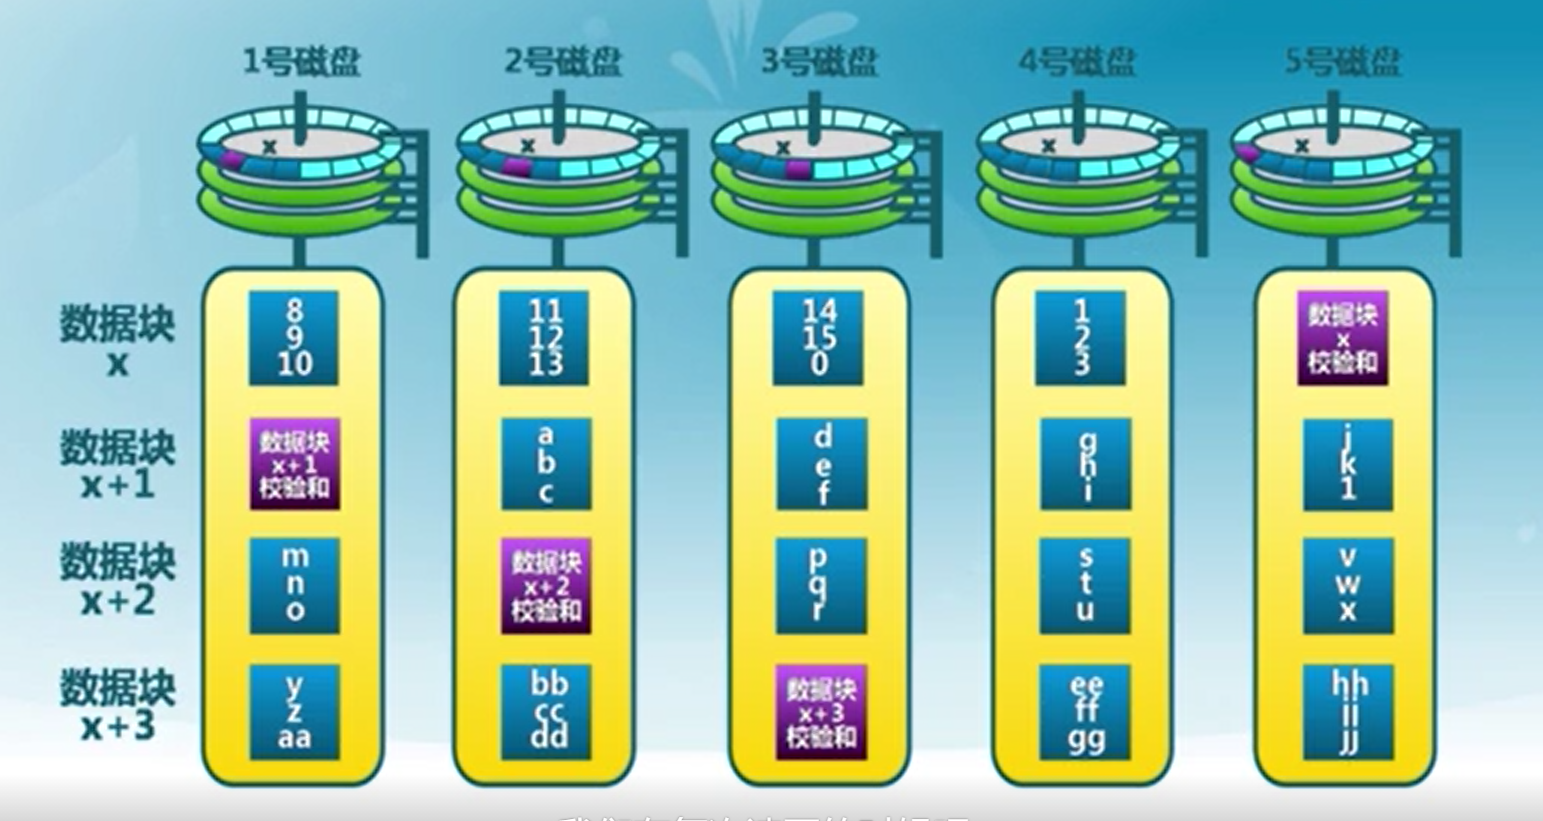 1号磁盘 2号磁盘 3号磁盘 4号磁盘 5号磁盘
x x x x x
数据块
x
8
9
10
11
12
13
14
15
0
1
2
3
数据块
x
校验和
数据块
x+1
数据块
x+1
校验和
a
b
c
d
e
f
g
h
i
j
k
1
数据块
x+2
m
n
o
数据块
x+2
校验和
p
q
r
s
t
u
v
w
x
数据块
x+3
y
z
aa
bb
cc
dd
数据块
x+3
校验和
ee
ff
gg
hh
ii
jj